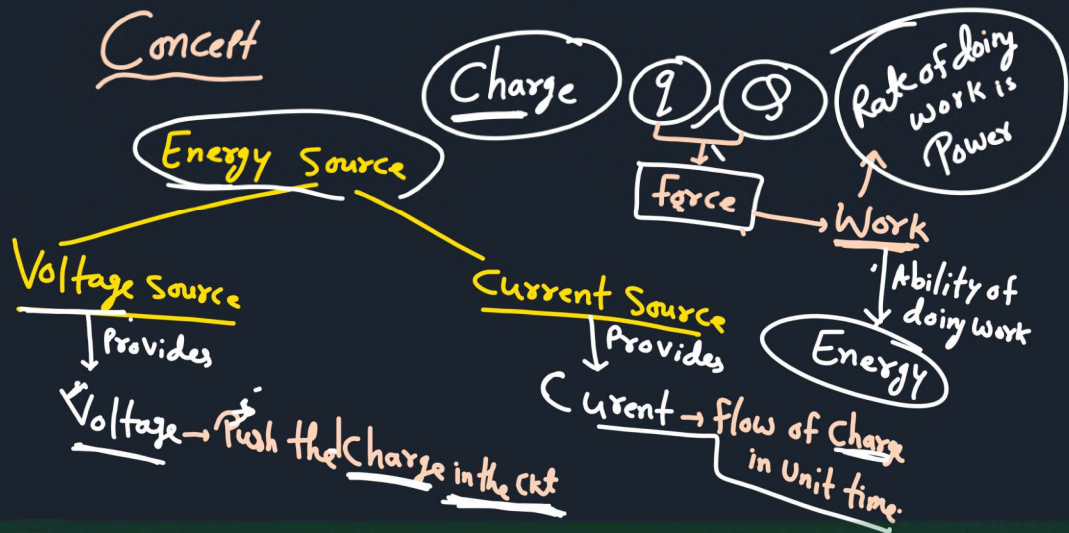 Concept
Charge
q, Q
Rate of doing
work is
Power
Energy Source
force
Work
Ability of
doing work
Energy
Voltage Source
Current Source
Provides
Provides
Voltage → Push the Charge in the ckt
Curent → flow of Charge
in Unit time.